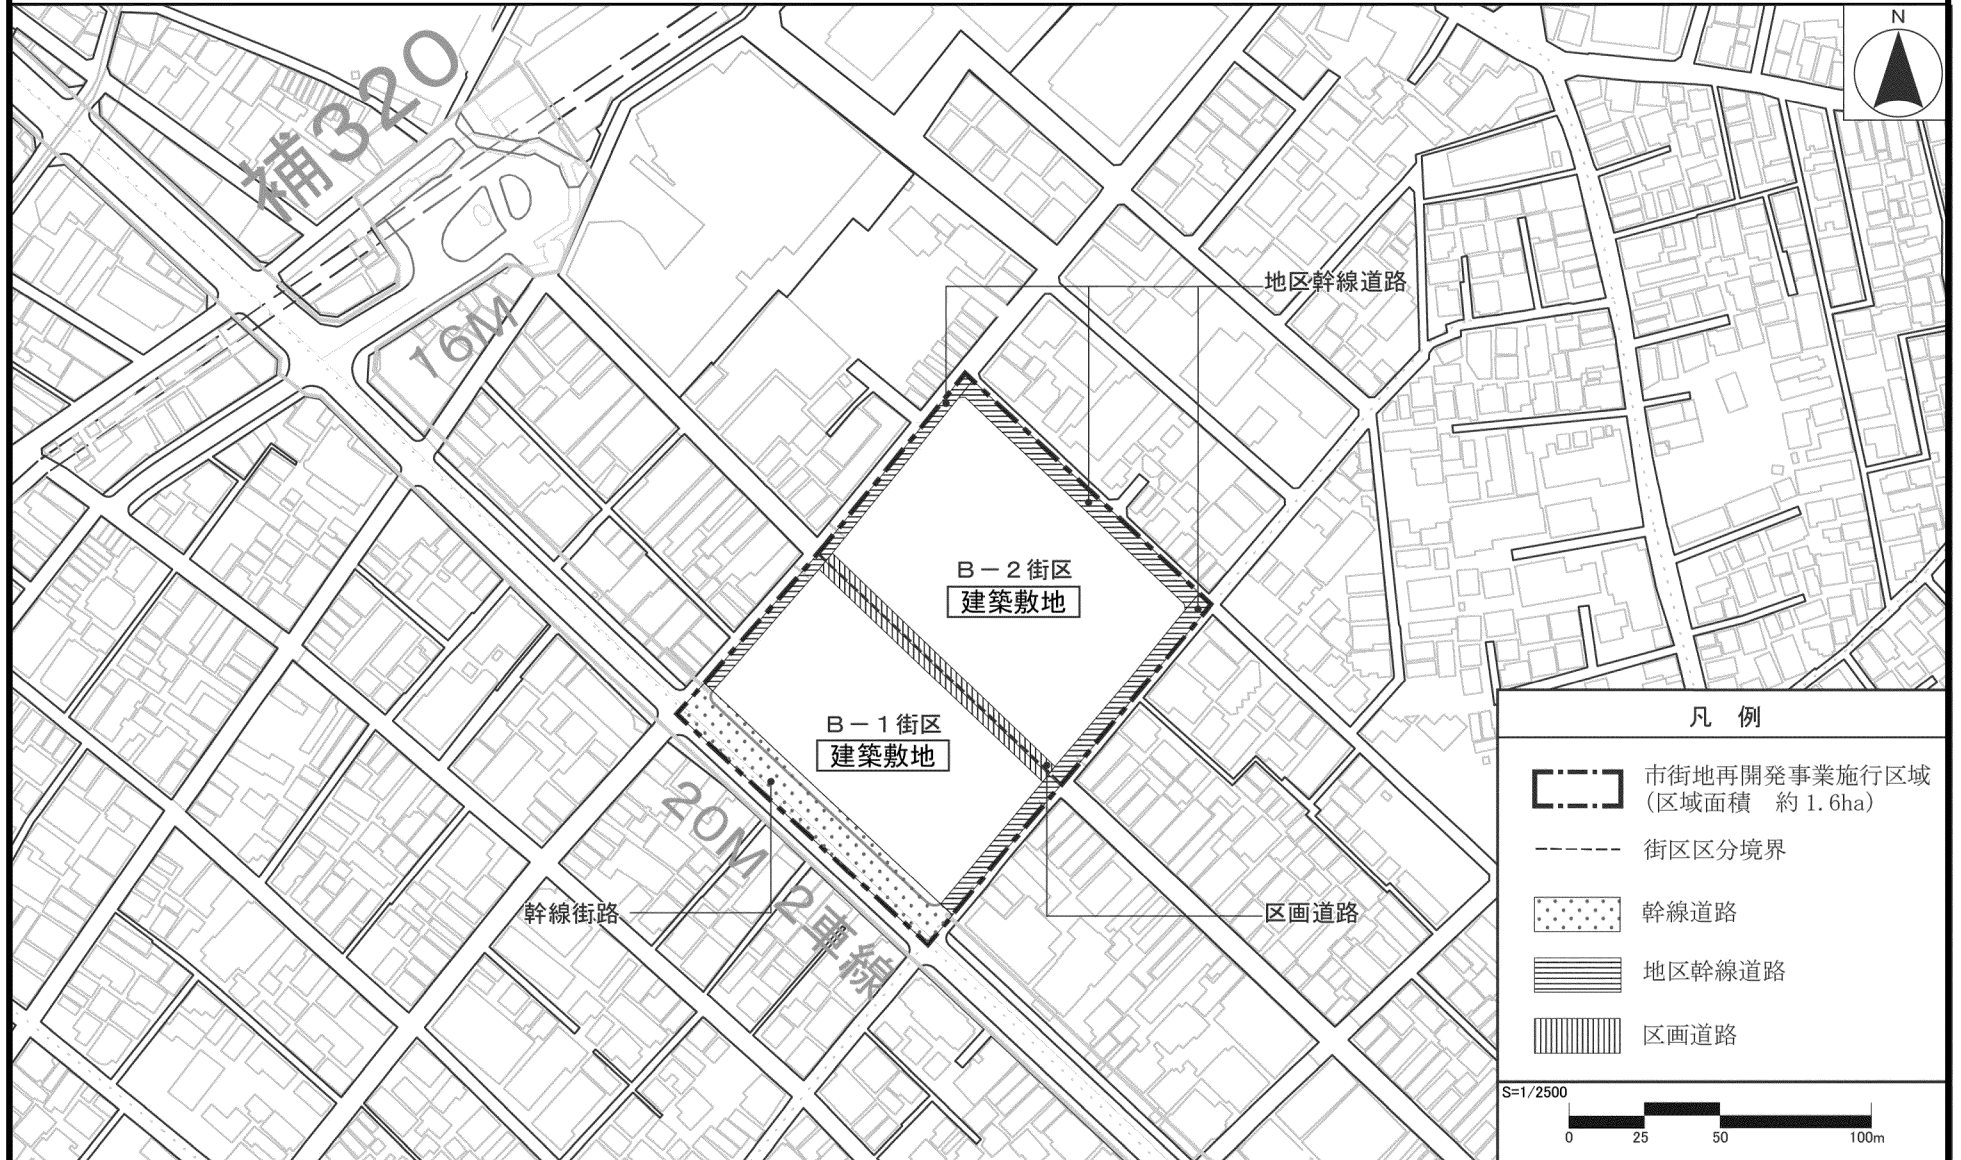 N
補320
16M
地区幹線道路
B－2街区
建築敷地
B－1街区
建築敷地
20M 2車線
幹線街路
区画道路
凡 例
市街地再開発事業施行区域
(区域面積 約1.6ha)
街区区分境界
幹線道路
地区幹線道路
区画道路
S=1/2500
0 25 50 100m